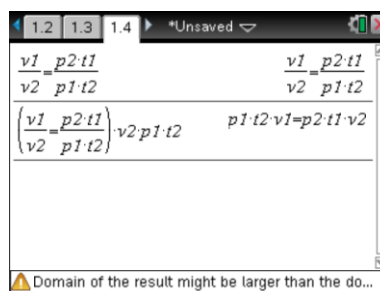 1.2 1.3 1.4 *Unsaved
v1/v2=p2·t1/p1·t2 v1/v2=p2·t1/p1·t2
(v1/v2=p2·t1/p1·t2)·v2·p1·t2 p1·t2·v1=p2·t1·v2
Domain of the result might be larger than the do...